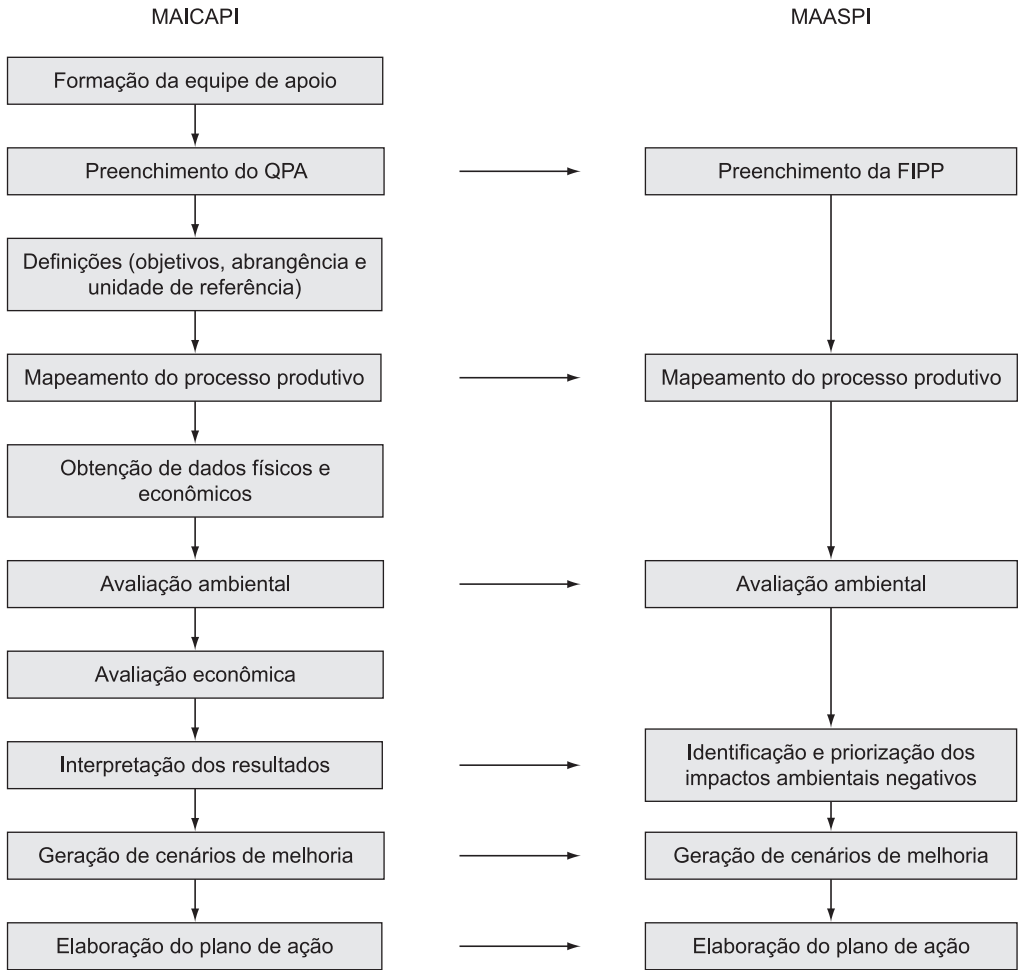 MAICAPI
MAASPI
Formação da equipe de apoio
Preenchimento do QPA
Preenchimento da FIPP
Definições (objetivos, abrangência e
unidade de referência)
Mapeamento do processo produtivo
Mapeamento do processo produtivo
Obtenção de dados físicos e
econômicos
Avaliação ambiental
Avaliação ambiental
Avaliação econômica
Interpretação dos resultados
Identificação e priorização dos
impactos ambientais negativos
Geração de cenários de melhoria
Geração de cenários de melhoria
Elaboração do plano de ação
Elaboração do plano de ação